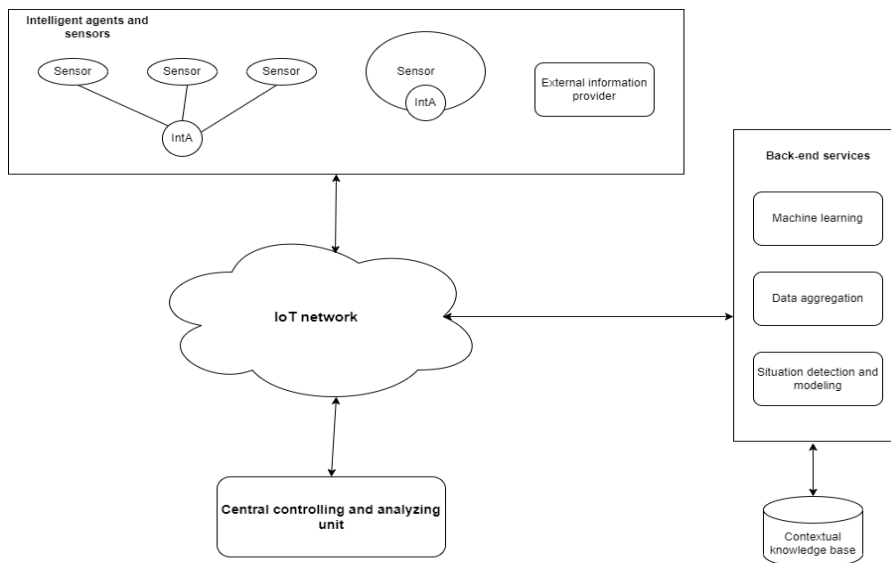 Intelligent agents and
sensors
Sensor
Sensor
Sensor
IntA
Sensor
IntA
External information
provider
Back-end services
Machine learning
Data aggregation
Situation detection and
modeling
IoT network
Central controlling and analyzing
unit
Contextual
knowledge base